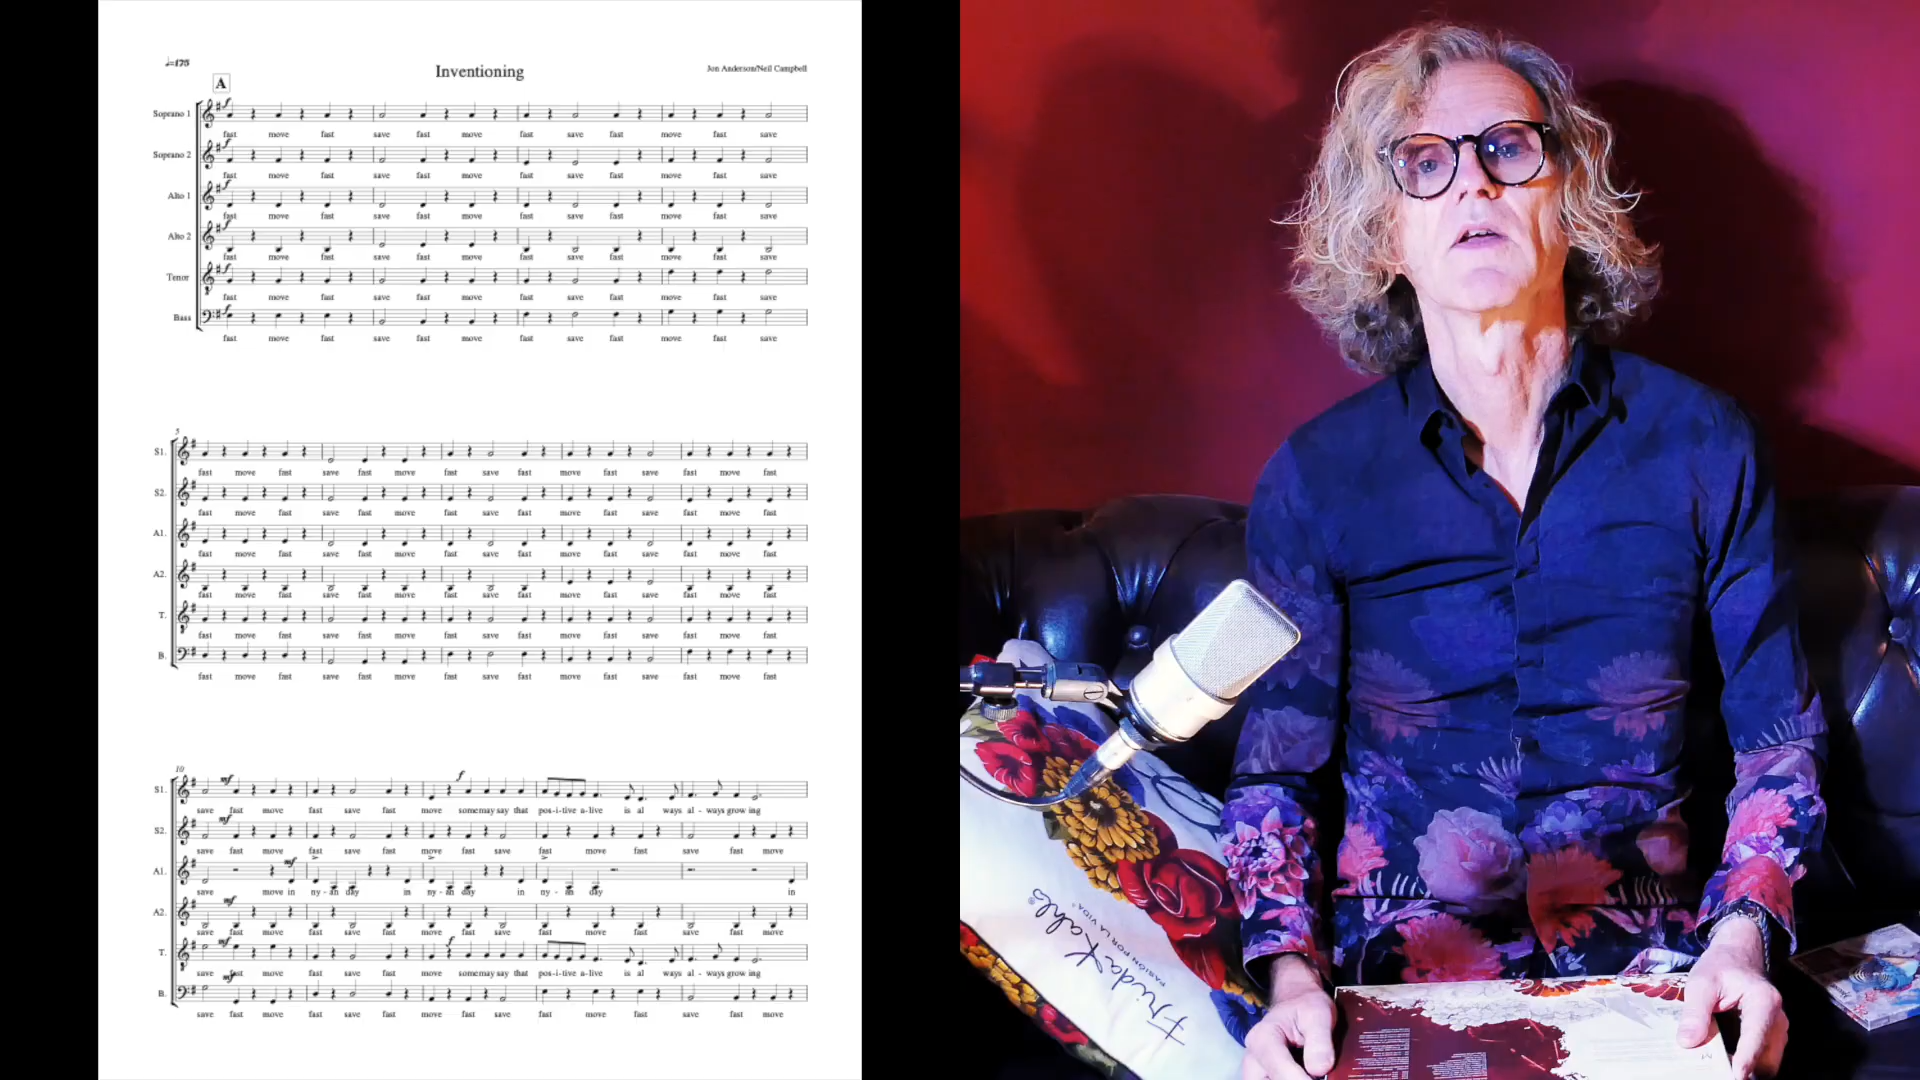 ♩=175
Inventioning
Jon Anderson/Neil Campbell
A
Soprano 1
fast move fast save fast move fast save fast move fast save
Soprano 2
fast move fast save fast move fast save fast move fast save
Alto 1
fast move fast save fast move fast save fast move fast save
Alto 2
fast move fast save fast move fast save fast move fast save
Tenor
fast move fast save fast move fast save fast move fast save
Bass
fast move fast save fast move fast save fast move fast save
5
S1.
fast move fast save fast move fast save fast move fast save fast move fast
S2.
fast move fast save fast move fast save fast move fast save fast move fast
A1.
fast move fast save fast move fast save fast move fast save fast move fast
A2.
fast move fast save fast move fast save fast move fast save fast move fast
T.
fast move fast save fast move fast save fast move fast save fast move fast
B.
fast move fast save fast move fast save fast move fast save fast move fast
10
mf f
S1.
save fast move fast save fast move some may say that pos-i-tive a-live is al ways al-ways grow ing
mf
S2.
save fast move fast save fast move fast save fast move fast save fast move
mf
A1.
save move in ny-an day in ny-an day in ny-an day in
mf
A2.
save fast move fast save fast move fast save fast move fast save fast move
mf f
T.
save fast move fast save fast move some may say that pos-i-tive a-live is al ways al-ways grow ing
mf
B.
save fast move fast save fast move fast save fast move fast save fast move
Frida Kahlo®
PASIÓN POR LA VIDA